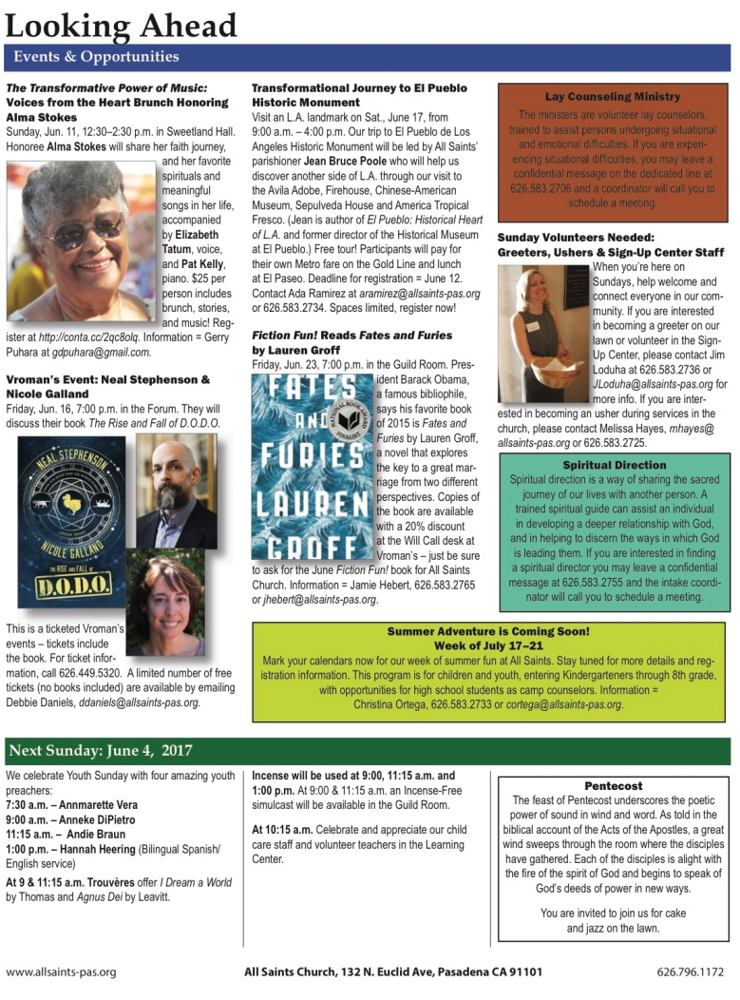 Looking Ahead
Events & Opportunities
The Transformative Power of Music:
Voices from the Heart Brunch Honoring
Alma Stokes
Sunday, Jun. 11, 12:30–2:30 p.m. in Sweetland Hall.
Honoree Alma Stokes will share her faith journey,
and her favorite
spirituals and
meaningful
songs in her life,
accompanied
by Elizabeth
Tatum, voice,
and Pat Kelly,
piano. $25 per
person includes
brunch, stories,
and music! Reg-
ister at http://conta.cc/2qc8olq. Information = Gerry
Puhara at gdpuhara@gmail.com.
Vroman's Event: Neal Stephenson &
Nicole Galland
Friday, Jun. 16, 7:00 p.m. in the Forum. They will
discuss their book The Rise and Fall of D.O.D.O.
NEAL STEPHENSON
NICOLE GALLAND
THE RISE AND FALL OF
D.O.D.O.
This is a ticketed Vroman's
events – tickets include
the book. For ticket infor-
mation, call 626.449.5320. A limited number of free
tickets (no books included) are available by emailing
Debbie Daniels, ddaniels@allsaints-pas.org.
Transformational Journey to El Pueblo
Historic Monument
Visit an L.A. landmark on Sat., June 17, from
9:00 a.m. – 4:00 p.m. Our trip to El Pueblo de Los
Angeles Historic Monument will be led by All Saints'
parishioner Jean Bruce Poole who will help us
discover another side of L.A. through our visit to
the Avila Adobe, Firehouse, Chinese-American
Museum, Sepulveda House and America Tropical
Fresco. (Jean is author of El Pueblo: Historical Heart
of L.A. and former director of the Historical Museum
at El Pueblo.) Free tour! Participants will pay for
their own Metro fare on the Gold Line and lunch
at El Paseo. Deadline for registration = June 12.
Contact Ada Ramirez at aramirez@allsaints-pas.org
or 626.583.2734. Spaces limited, register now!
Fiction Fun! Reads Fates and Furies
by Lauren Groff
Friday, Jun. 23, 7:00 p.m. in the Guild Room. Pres-
ident Barack Obama,
a famous bibliophile,
says his favorite book
of 2015 is Fates and
Furies by Lauren Groff,
a novel that explores
the key to a great mar-
riage from two different
perspectives. Copies of
the book are available
with a 20% discount
at the Will Call desk at
Vroman's – just be sure
to ask for the June Fiction Fun! book for All Saints
Church. Information = Jamie Hebert, 626.583.2765
or jhebert@allsaints-pas.org.
FATES
AND
FURIES
LAUREN
GROFF
NATIONAL BOOK AWARD
FINALIST
Lay Counseling Ministry
The ministers are volunteer lay counselors,
trained to assist persons undergoing situational
and emotional difficulties. If you are experi-
encing situational difficulties, you may leave a
confidential message on the dedicated line at
626.583.2706 and a coordinator will call you to
schedule a meeting.
Sunday Volunteers Needed:
Greeters, Ushers & Sign-Up Center Staff
When you're here on
Sundays, help welcome and
connect everyone in our com-
munity. If you are interested
in becoming a greeter on our
lawn or volunteer in the Sign-
Up Center, please contact Jim
Loduha at 626.583.2736 or
JLoduha@allsaints-pas.org for
more info. If you are inter-
ested in becoming an usher during services in the
church, please contact Melissa Hayes, mhayes@
allsaints-pas.org or 626.583.2725.
Spiritual Direction
Spiritual direction is a way of sharing the sacred
journey of our lives with another person. A
trained spiritual guide can assist an individual
in developing a deeper relationship with God,
and in helping to discern the ways in which God
is leading them. If you are interested in finding
a spiritual director you may leave a confidential
message at 626,583.2755 and the intake coordi-
nator will call you to schedule a meeting.
Summer Adventure is Coming Soon!
Week of July 17–21
Mark your calendars now for our week of summer fun at All Saints. Stay tuned for more details and reg-
istration information. This program is for children and youth, entering Kindergarteners through 8th grade,
with opportunities for high school students as camp counselors. Information =
Christina Ortega, 626.583.2733 or cortega@allsaints-pas.org.
Next Sunday: June 4, 2017
We celebrate Youth Sunday with four amazing youth
preachers:
7:30 a.m. – Annmarette Vera
9:00 a.m. – Anneke DiPietro
11:15 a.m. – Andie Braun
1:00 p.m. – Hannah Heering (Bilingual Spanish/
English service)
At 9 & 11:15 a.m. Trouvères offer I Dream a World
by Thomas and Agnus Dei by Leavitt.
Incense will be used at 9:00, 11:15 a.m. and
1:00 p.m. At 9:00 & 11:15 a.m. an Incense-Free
simulcast will be available in the Guild Room.
At 10:15 a.m. Celebrate and appreciate our child
care staff and volunteer teachers in the Learning
Center.
Pentecost
The feast of Pentecost underscores the poetic
power of sound in wind and word. As told in the
biblical account of the Acts of the Apostles, a great
wind sweeps through the room where the disciples
have gathered. Each of the disciples is alight with
the fire of the spirit of God and begins to speak of
God's deeds of power in new ways.
You are invited to join us for cake
and jazz on the lawn.
www.allsaints-pas.org
All Saints Church, 132 N. Euclid Ave, Pasadena CA 91101
626.796.1172